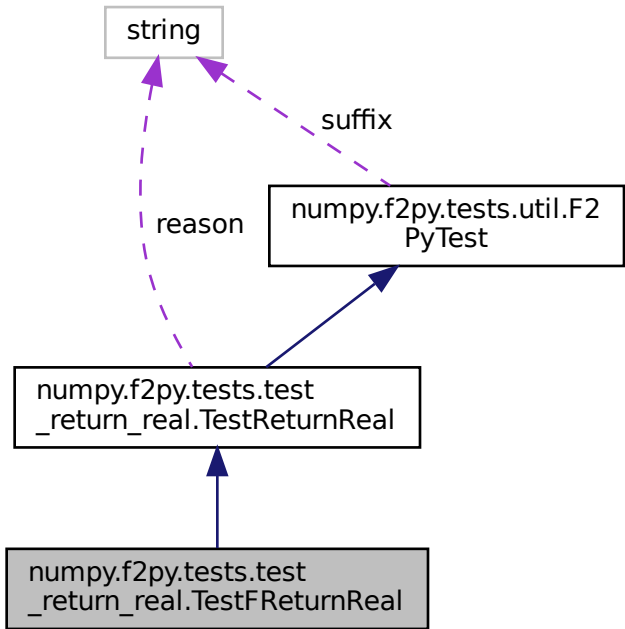 string
suffix
numpy.f2py.tests.util.F2
PyTest
reason
numpy.f2py.tests.test
_return_real.TestReturnReal
numpy.f2py.tests.test
_return_real.TestFReturnReal